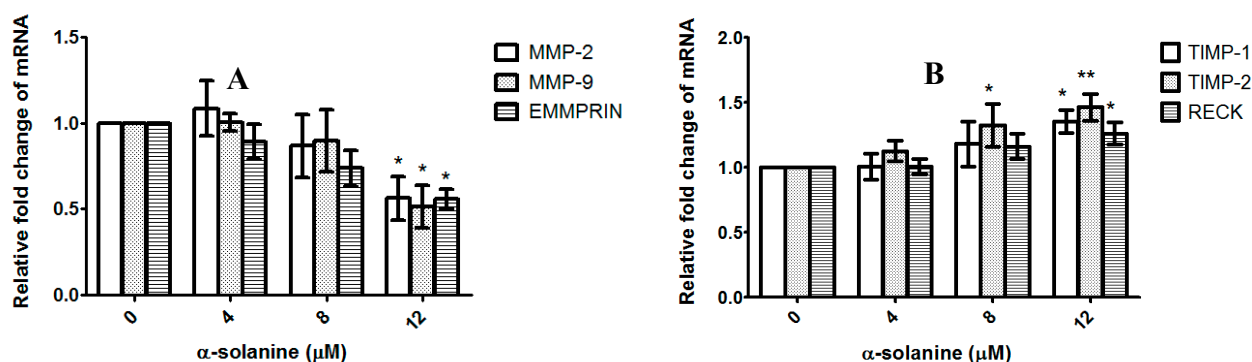 Relative fold change of mRNA
1.5
1.0
0.5
0.0
A
* * *
0 4 8 12
α-solanine (μM)
MMP-2
MMP-9
EMMPRIN
Relative fold change of mRNA
2.0
1.5
1.0
0.5
0.0
B
* * ** *
0 4 8 12
α-solanine (μM)
TIMP-1
TIMP-2
RECK